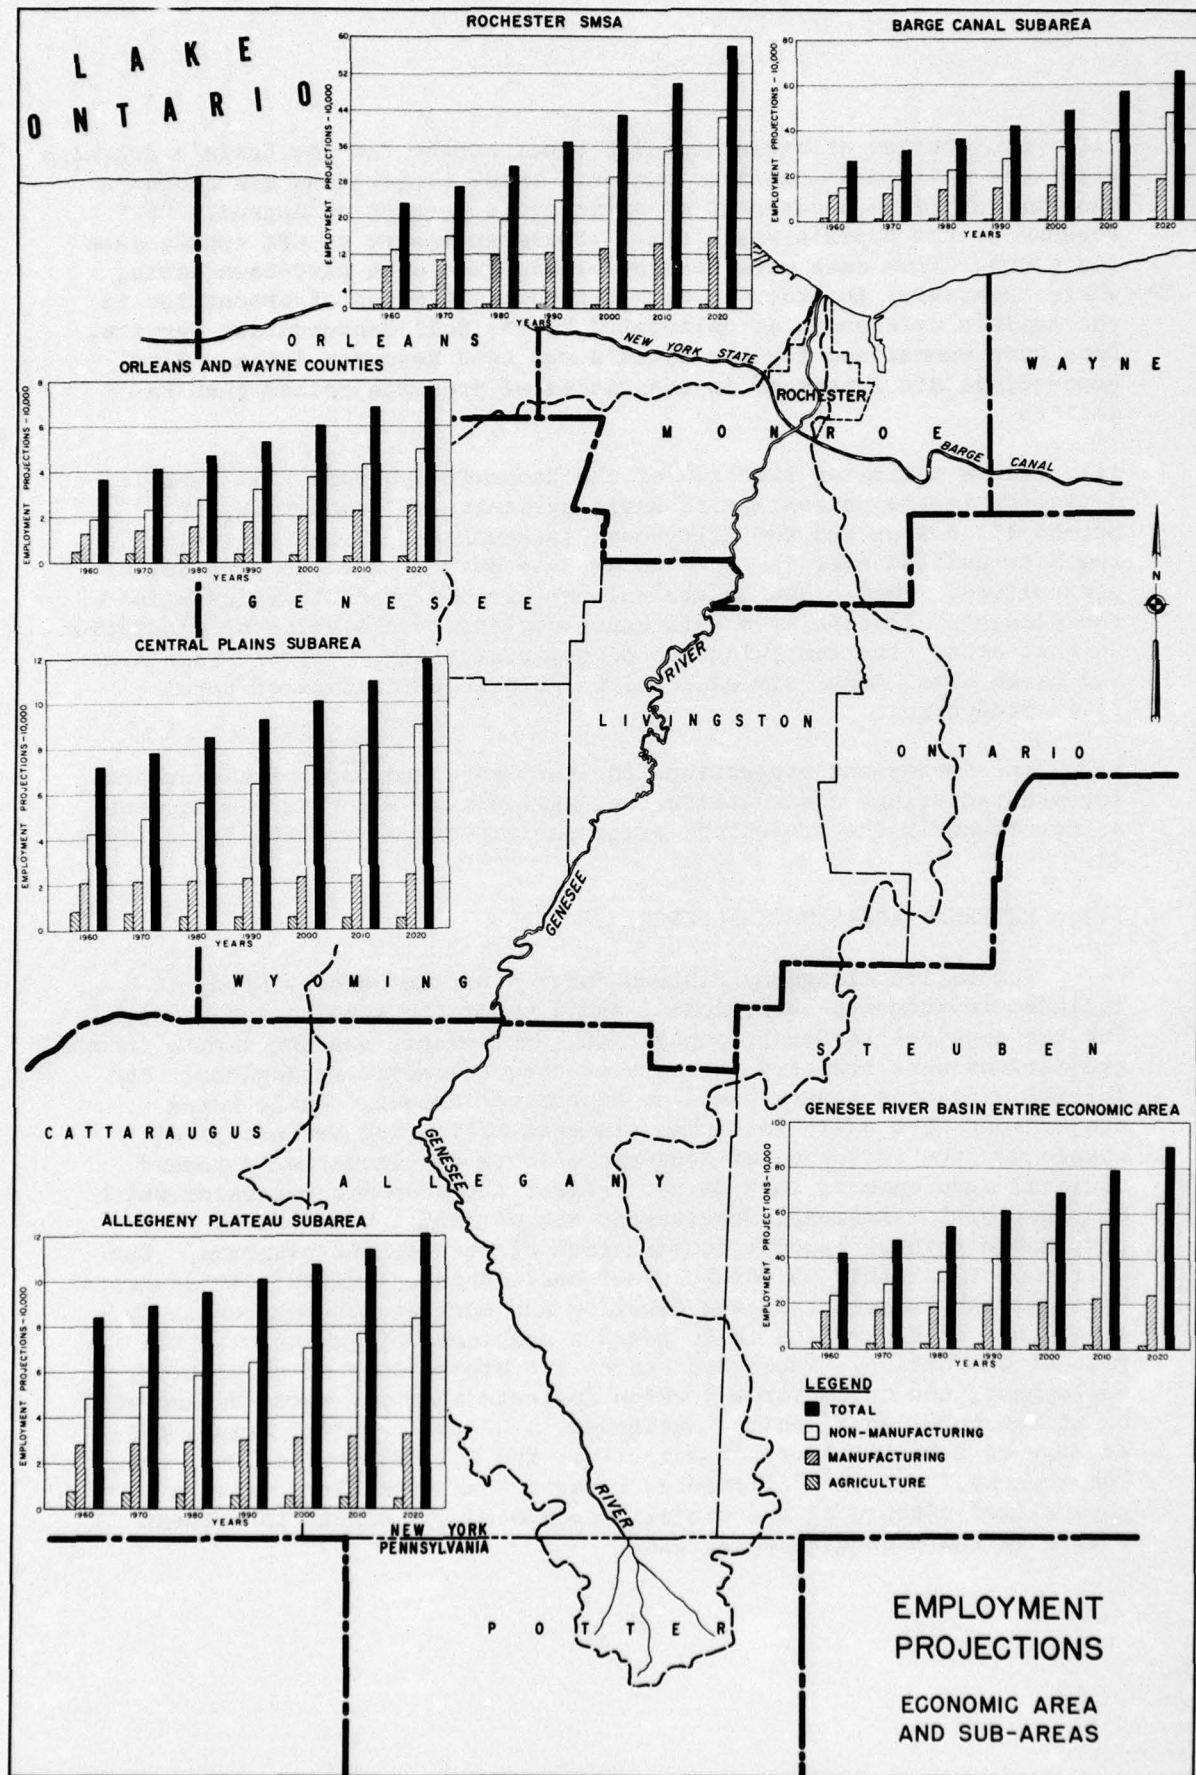 LAKE
ONTARIO
ROCHESTER SMSA
EMPLOYMENT PROJECTIONS – 10,000
60
52
44
36
28
20
12
4
0
1960 1970 1980 1990 2000 2010 2020
YEARS
BARGE CANAL SUBAREA
EMPLOYMENT PROJECTIONS – 10,000
80
60
40
20
0
1960 1970 1980 1990 2000 2010 2020
YEARS
ORLEANS
NEW YORK STATE
ROCHESTER
WAYNE
MONROE
BARGE CANAL
ORLEANS AND WAYNE COUNTIES
EMPLOYMENT PROJECTIONS – 10,000
8
6
4
2
0
1960 1970 1980 1990 2000 2010 2020
YEARS
GENESEE
N
CENTRAL PLAINS SUBAREA
EMPLOYMENT PROJECTIONS – 10,000
12
10
8
6
4
2
0
1960 1970 1980 1990 2000 2010 2020
YEARS
RIVER
LIVINGSTON
ONTARIO
GENESEE
WYOMING
STEUBEN
CATTARAUGUS
GENESEE
ALLEGANY
GENESEE RIVER BASIN ENTIRE ECONOMIC AREA
EMPLOYMENT PROJECTIONS – 10,000
100
80
60
40
20
0
1960 1970 1980 1990 2000 2010 2020
YEARS
ALLEGHENY PLATEAU SUBAREA
EMPLOYMENT PROJECTIONS – 10,000
12
10
8
6
4
2
0
1960 1970 1980 1990 2000 2010 2020
YEARS
LEGEND
TOTAL
NON-MANUFACTURING
MANUFACTURING
AGRICULTURE
RIVER
NEW YORK
PENNSYLVANIA
POTTER
EMPLOYMENT
PROJECTIONS
ECONOMIC AREA
AND SUB-AREAS